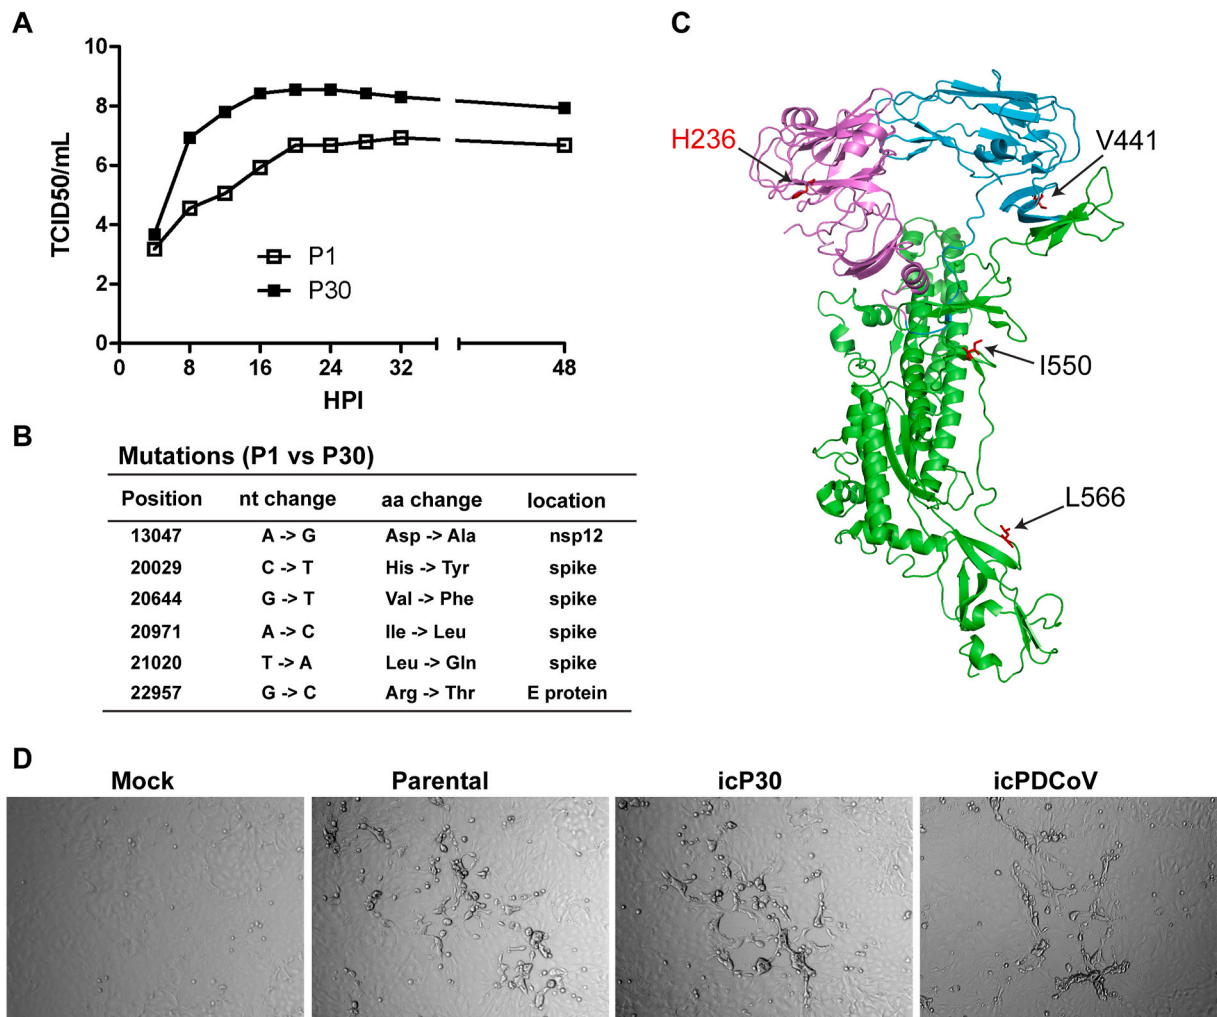 A
10
8
6
4
2
0
TCID50/mL
P1
P30
0 8 16 24 32 48
HPI
B
Mutations (P1 vs P30)
Position nt change aa change location
13047 A -> G Asp -> Ala nsp12
20029 C -> T His -> Tyr spike
20644 G -> T Val -> Phe spike
20971 A -> C Ile -> Leu spike
21020 T -> A Leu -> Gln spike
22957 G -> C Arg -> Thr E protein
C
H236
V441
I550
L566
D
Mock Parental icP30 icPDCoV